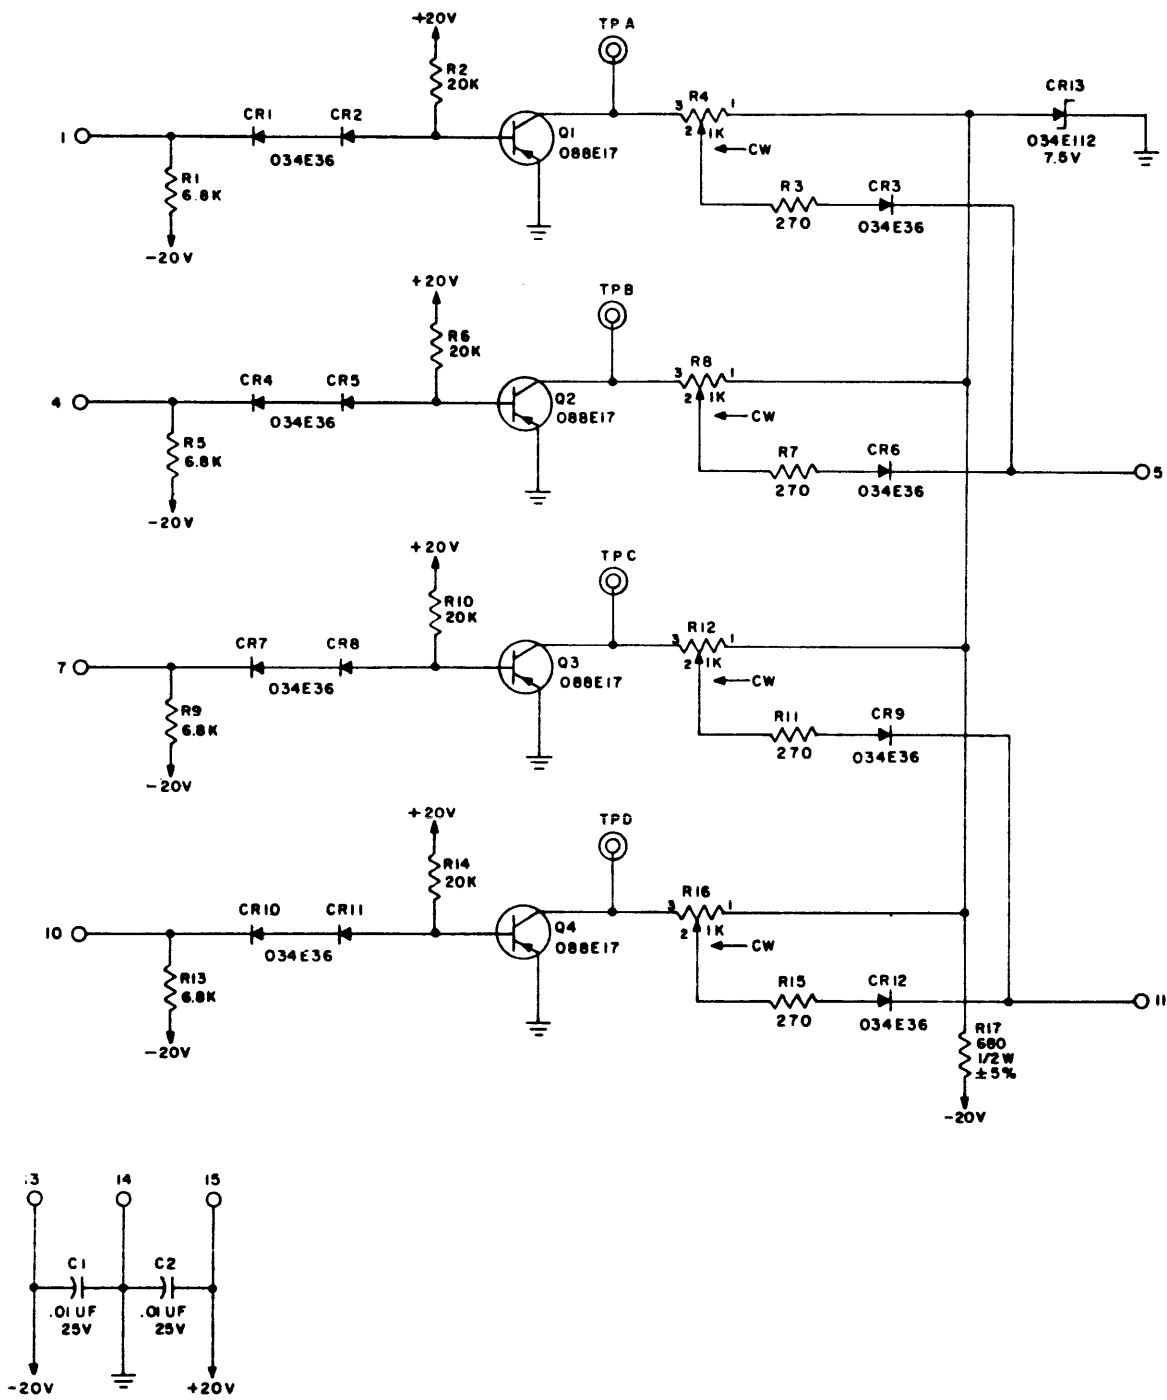 +20V
TPA
R2
20K
CR1
CR2
3
R4
1
CR13
1
034E36
Q1
088E17
2
1K
CW
034E112
7.5V
R1
6.8K
R3
CR3
270
034E36
-20V
+20V
TPB
R6
20K
CR4
CR5
3
R8
1
4
034E36
Q2
088E17
2
1K
CW
R5
6.8K
R7
CR6
5
270
034E36
-20V
+20V
TPC
R10
20K
CR7
CR8
3
R12
1
7
034E36
Q3
088E17
2
1K
CW
R9
6.8K
R11
CR9
270
034E36
-20V
+20V
TPD
R14
20K
CR10
CR11
3
R16
1
10
034E36
Q4
088E17
2
1K
CW
R13
6.8K
R15
CR12
11
270
034E36
-20V
R17
680
1/2W
±5%
-20V
3
14
15
C1
C2
.01UF
25V
.01UF
25V
-20V
+20V